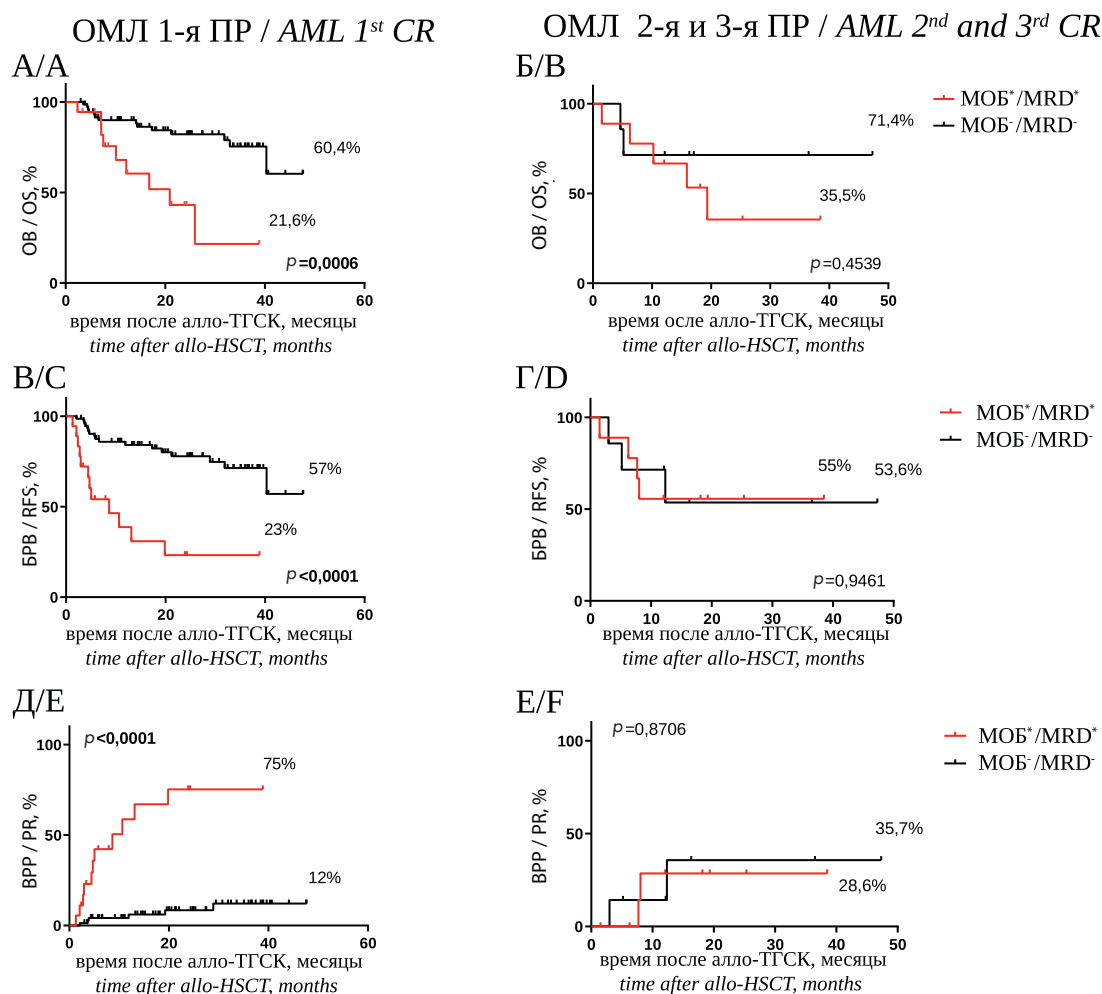 ОМЛ 1-я ПР / AML 1st CR
ОМЛ 2-я и 3-я ПР / AML 2nd and 3rd CR
А/A
100
50
0
ОВ / OS, %
60,4%
21,6%
p=0,0006
0 20 40 60
время после алло-ТГСК, месяцы
time after allo-HSCT, months
Б/B
100
50
0
ОВ / OS, %
71,4%
35,5%
p=0,4539
МОБ*/MRD*
МОБ-/MRD-
0 10 20 30 40 50
время осле алло-ТГСК, месяцы
time after allo-HSCT, months
В/C
100
50
0
БРВ / RFS, %
57%
23%
p<0,0001
0 20 40 60
время после алло-ТГСК, месяцы
time after allo-HSCT, months
Г/D
100
50
0
БРВ / RFS, %
55%
53,6%
p=0,9461
МОБ*/MRD*
МОБ-/MRD-
0 10 20 30 40 50
время после алло-ТГСК, месяцы
time after allo-HSCT, months
Д/E
p<0,0001
100
50
0
ВРР / PR, %
75%
12%
0 20 40 60
время после алло-ТГСК, месяцы
time after allo-HSCT, months
Е/F
p=0,8706
100
50
0
ВРР / PR, %
35,7%
28,6%
МОБ*/MRD*
МОБ-/MRD-
0 10 20 30 40 50
время после алло-ТГСК, месяцы
time after allo-HSCT, months